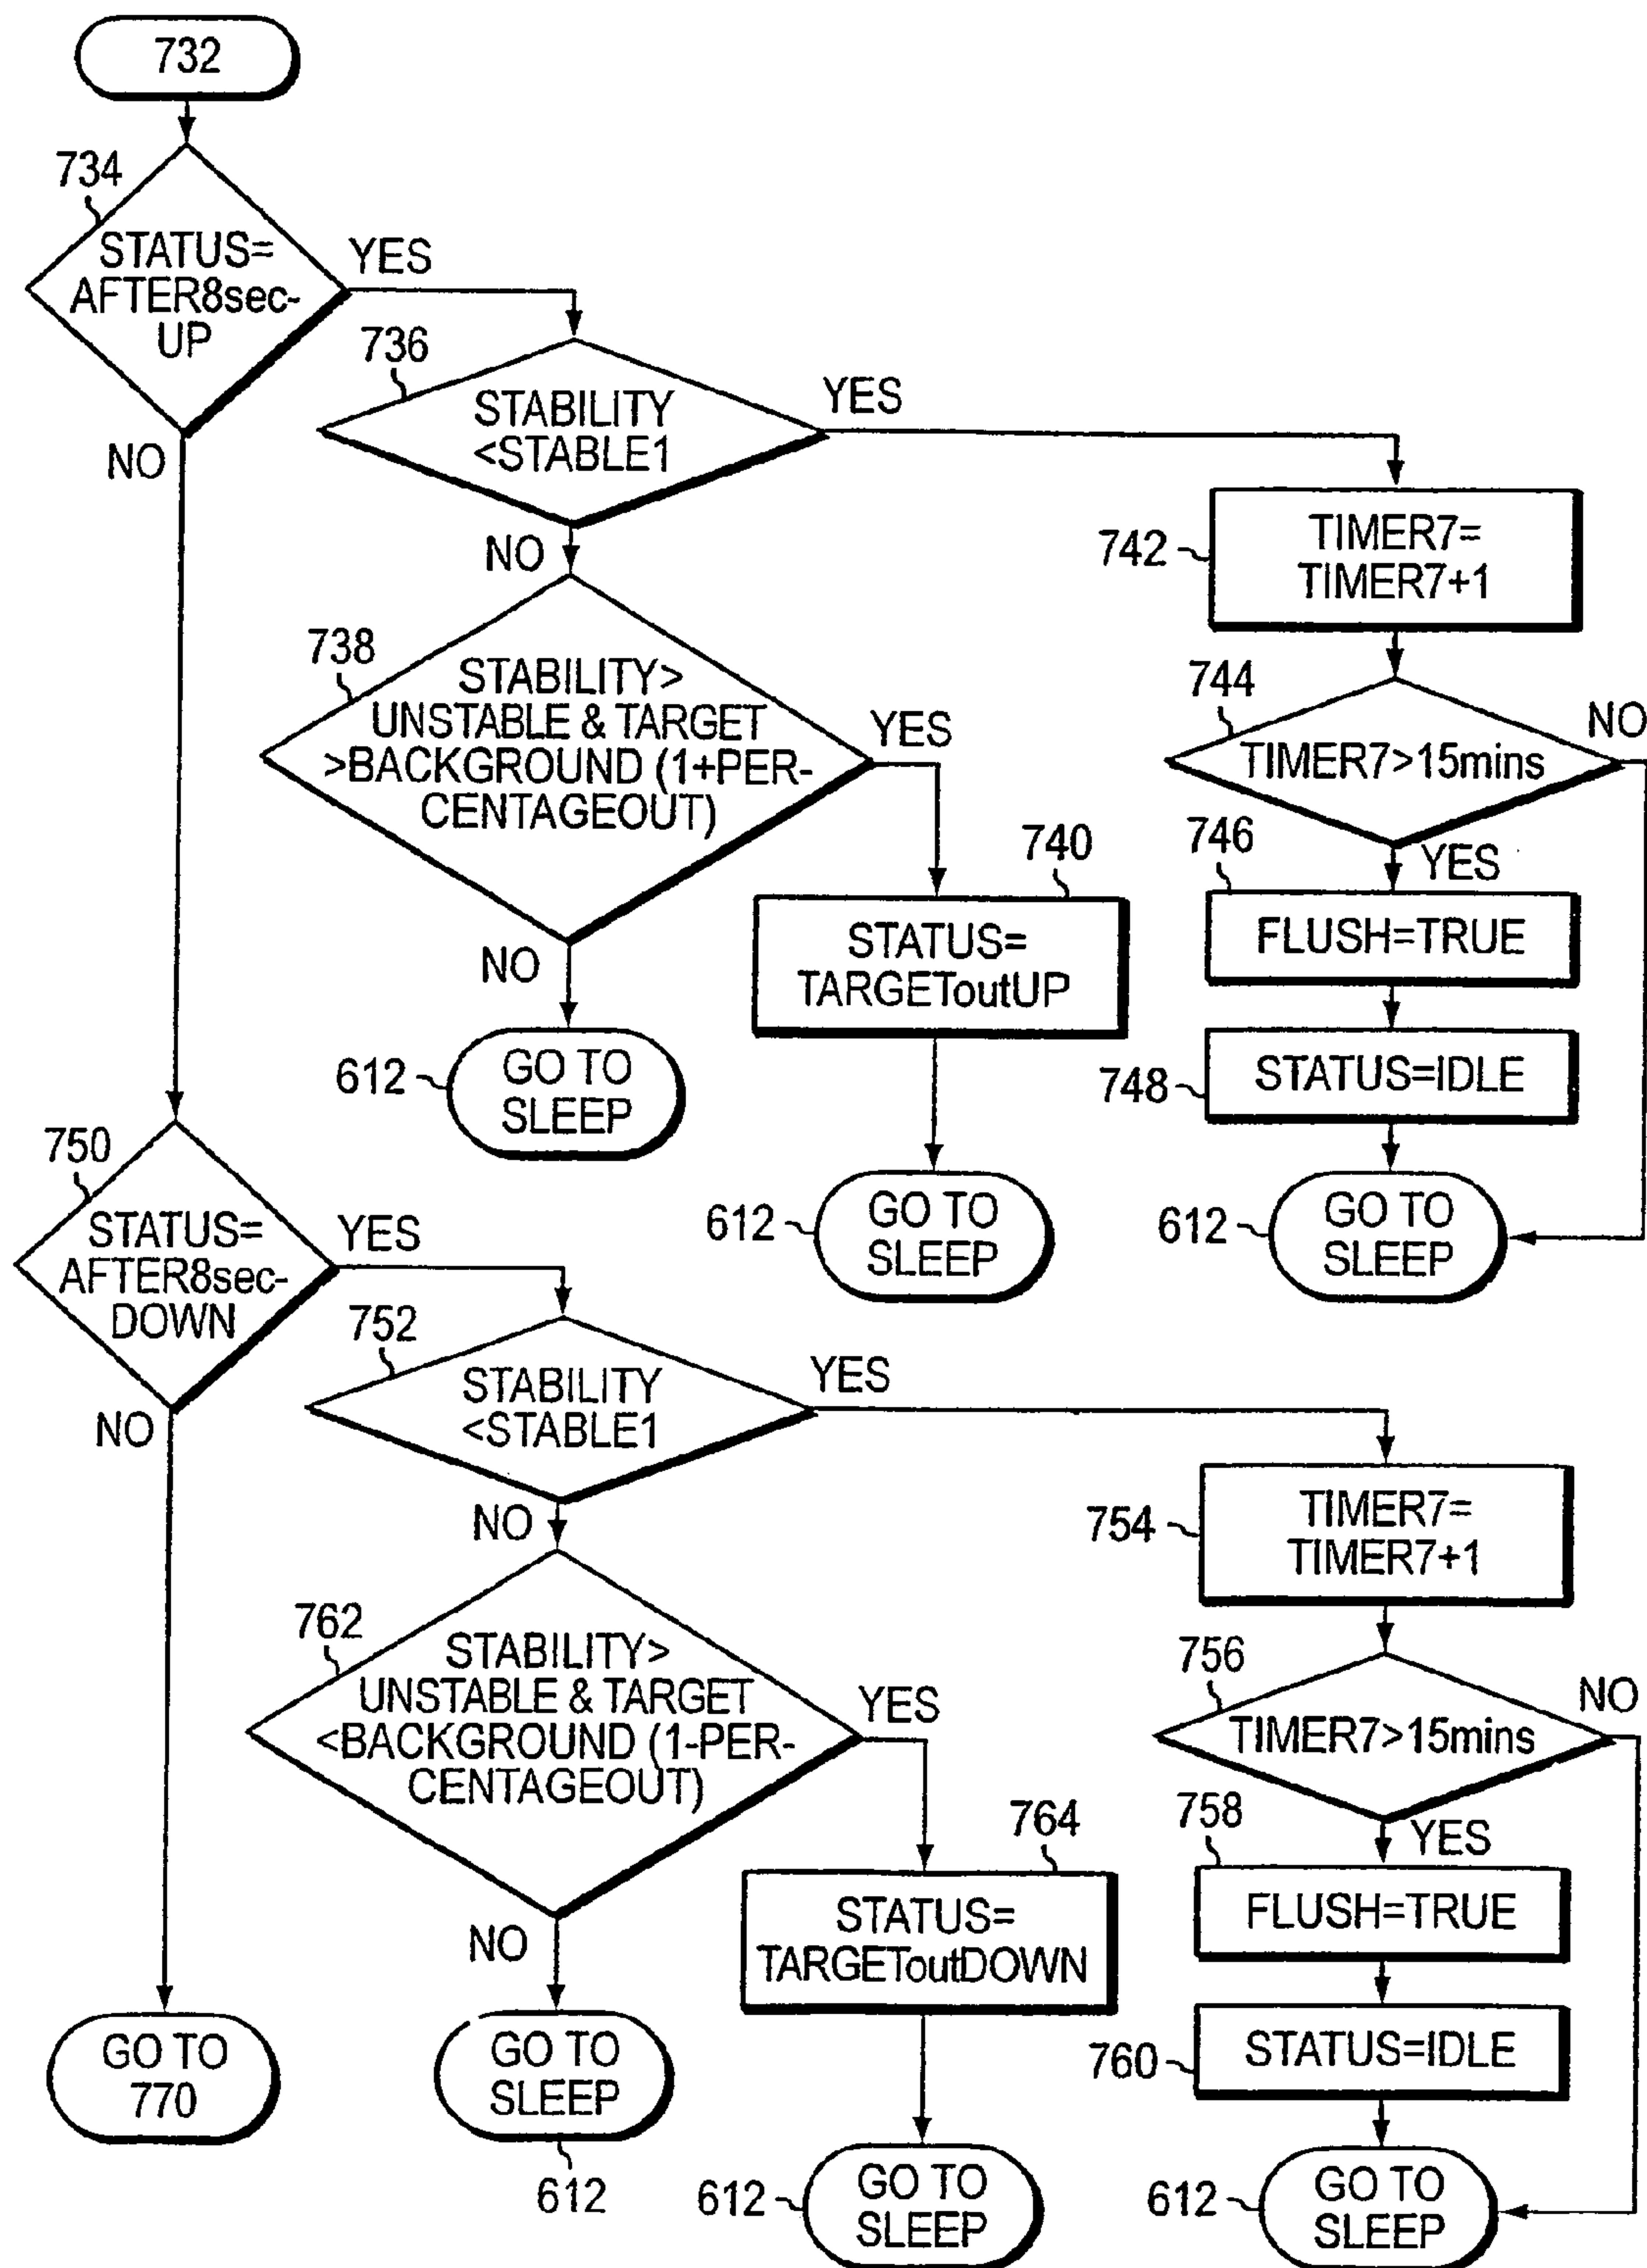 732
734
STATUS=
AFTER8sec-
UP
YES
NO
736
STABILITY
<STABLE1
YES
NO
742
TIMER7=
TIMER7+1
738
STABILITY>
UNSTABLE & TARGET
>BACKGROUND (1+PER-
CENTAGEOUT)
YES
NO
744
TIMER7>15mins
NO
YES
740
STATUS=
TARGEToutUP
746
FLUSH=TRUE
748
STATUS=IDLE
612
GO TO
SLEEP
612
GO TO
SLEEP
612
GO TO
SLEEP
750
STATUS=
AFTER8sec-
DOWN
YES
NO
752
STABILITY
<STABLE1
YES
NO
754
TIMER7=
TIMER7+1
762
STABILITY>
UNSTABLE & TARGET
<BACKGROUND (1-PER-
CENTAGEOUT)
YES
NO
756
TIMER7>15mins
NO
YES
764
STATUS=
TARGEToutDOWN
758
FLUSH=TRUE
760
STATUS=IDLE
GO TO
770
GO TO
SLEEP
612
612
GO TO
SLEEP
612
GO TO
SLEEP